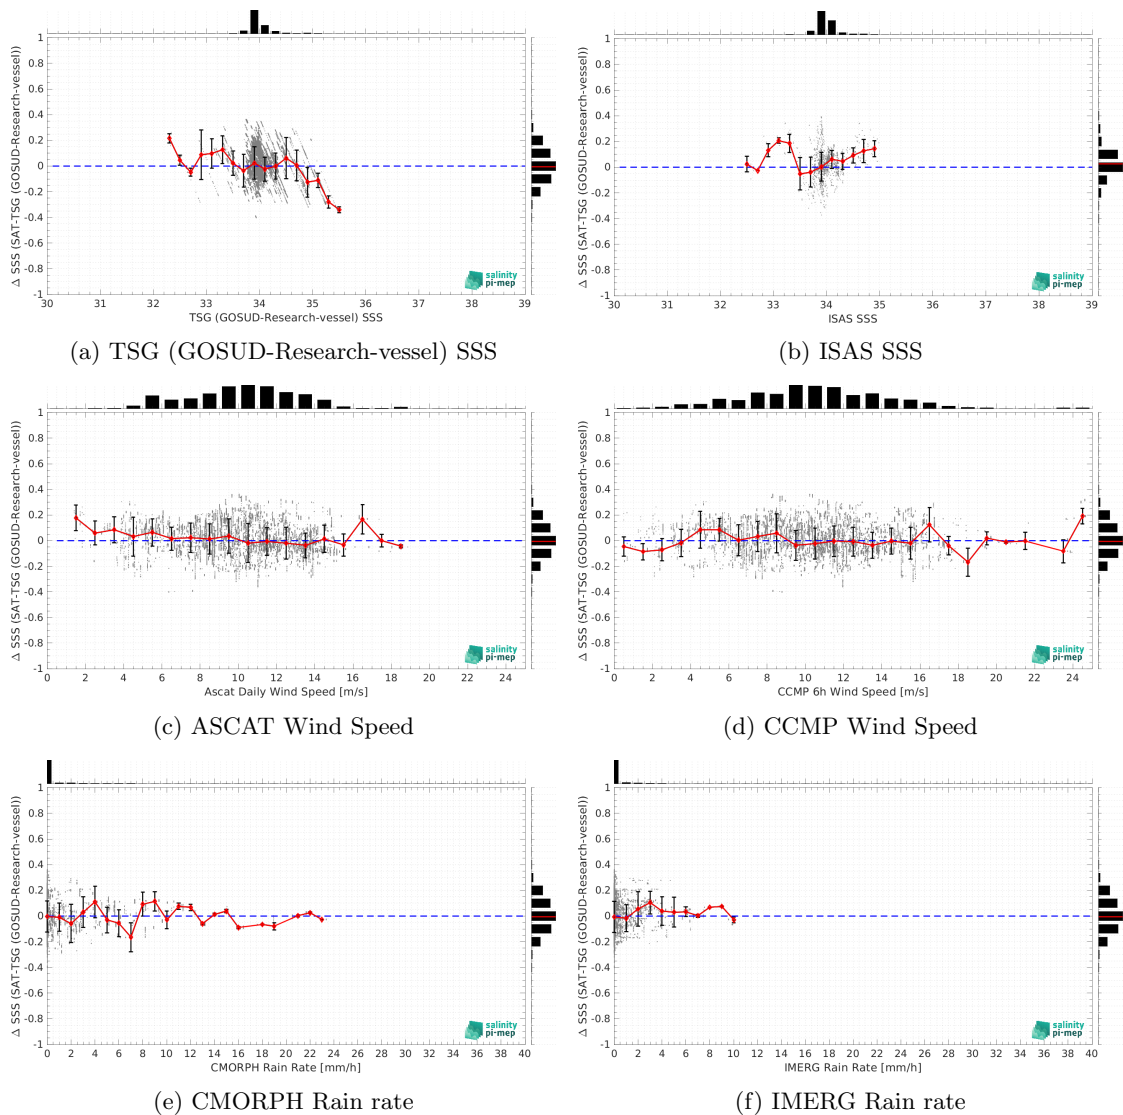 Δ SSS (SAT-TSG (GOSUD-Research-vessel))
1
0.8
0.6
0.4
0.2
0
-0.2
-0.4
-0.6
-0.8
-1
salinity
pi-mep
30 31 32 33 34 35 36 37 38 39
TSG (GOSUD-Research-vessel) SSS
(a) TSG (GOSUD-Research-vessel) SSS
Δ SSS (SAT-TSG (GOSUD-Research-vessel))
1
0.8
0.6
0.4
0.2
0
-0.2
-0.4
-0.6
-0.8
-1
salinity
pi-mep
30 31 32 33 34 35 36 37 38 39
ISAS SSS
(b) ISAS SSS
Δ SSS (SAT-TSG (GOSUD-Research-vessel))
1
0.8
0.6
0.4
0.2
0
-0.2
-0.4
-0.6
-0.8
-1
salinity
pi-mep
0 2 4 6 8 10 12 14 16 18 20 22 24
Ascat Daily Wind Speed [m/s]
(c) ASCAT Wind Speed
Δ SSS (SAT-TSG (GOSUD-Research-vessel))
1
0.8
0.6
0.4
0.2
0
-0.2
-0.4
-0.6
-0.8
-1
salinity
pi-mep
0 2 4 6 8 10 12 14 16 18 20 22 24
CCMP 6h Wind Speed [m/s]
(d) CCMP Wind Speed
Δ SSS (SAT-TSG (GOSUD-Research-vessel))
1
0.8
0.6
0.4
0.2
0
-0.2
-0.4
-0.6
-0.8
-1
salinity
pi-mep
0 2 4 6 8 10 12 14 16 18 20 22 24 26 28 30 32 34 36 38 40
CMORPH Rain Rate [mm/h]
(e) CMORPH Rain rate
Δ SSS (SAT-TSG (GOSUD-Research-vessel))
1
0.8
0.6
0.4
0.2
0
-0.2
-0.4
-0.6
-0.8
-1
salinity
pi-mep
0 2 4 6 8 10 12 14 16 18 20 22 24 26 28 30 32 34 36 38 40
IMERG Rain Rate [mm/h]
(f) IMERG Rain rate